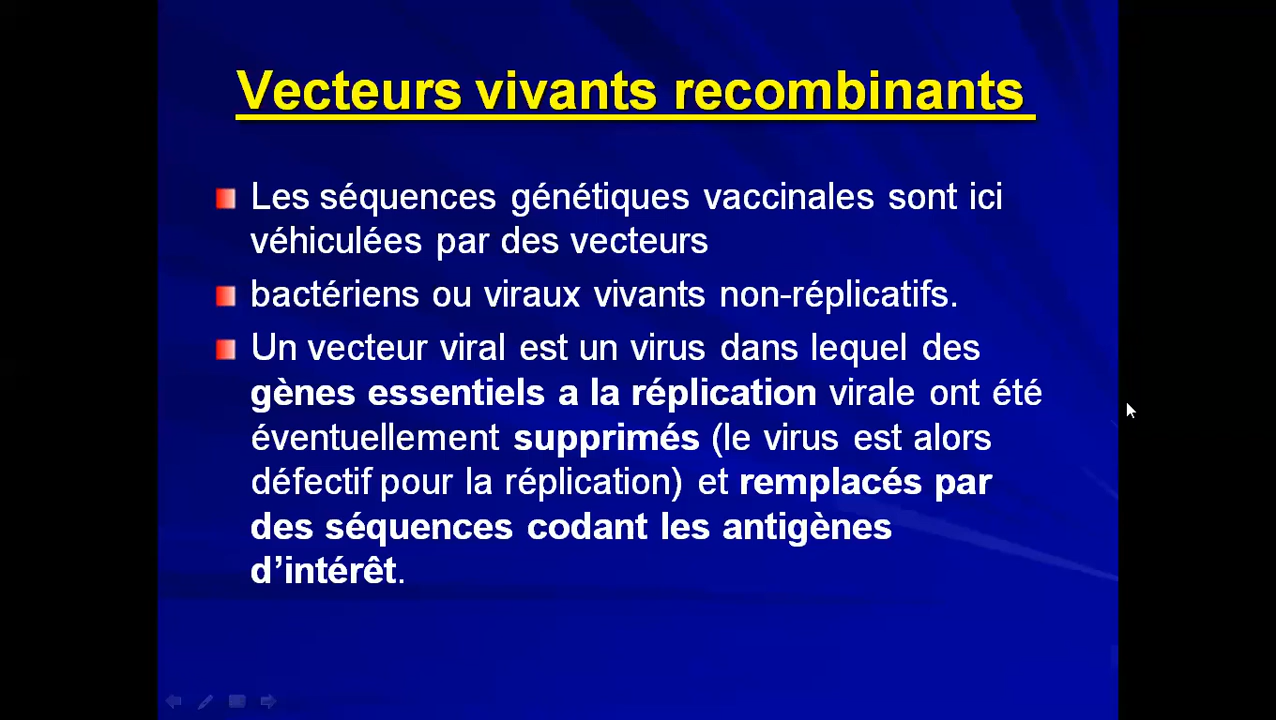 Vecteurs vivants recombinants
Les séquences génétiques vaccinales sont ici
véhiculées par des vecteurs
bactériens ou viraux vivants non-réplicatifs.
Un vecteur viral est un virus dans lequel des
gènes essentiels a la réplication virale ont été
éventuellement supprimés (le virus est alors
défectif pour la réplication) et remplacés par
des séquences codant les antigènes
d’intérêt.